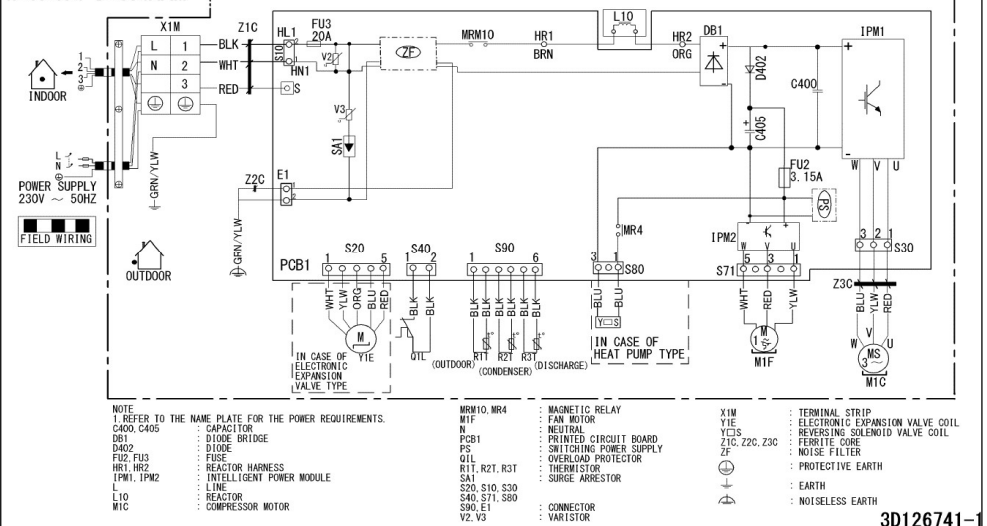 X1M
L 1
N 2
3
1
2
3
INDOOR
L
N
POWER SUPPLY
230V ~ 50HZ
FIELD WIRING
OUTDOOR
GRN/YLW
Z1C
BLK
WHT
RED
HL1
S10
2
1
HN1
S
FU3
20A
V2
V3
SA1
ZF
MRM10
HR1
BRN
L10
HR2
ORG
DB1
D402
C405
C400
IPM1
+
-
W V U
FU2
3.15A
PS
IPM2
W V U
MR4
Z2C
E1
1
2
GRN/YLW
PCB1
S20
1 5
WHT
YLW
ORG
BLU
RED
M
Y1E
IN CASE OF
ELECTRONIC
EXPANSION
VALVE TYPE
S40
1 2
BLK
BLK
Q1L
S90
1 6
BLK
BLK
BLK
BLK
BLK
BLK
R1T
R2T
R3T
(OUTDOOR)
(CONDENSER)
(DISCHARGE)
3 1
S80
BLU
BLU
Y S
IN CASE OF
HEAT PUMP TYPE
S71
5 3 1
WHT
RED
YLW
M
1
M1F
3 2 1
S30
Z3C
BLU
YLW
RED
W V U
MS
3
M1C
NOTE
1.REFER TO THE NAME PLATE FOR THE POWER REQUIREMENTS.
C400, C405 : CAPACITOR
DB1 : DIODE BRIDGE
D402 : DIODE
FU2, FU3 : FUSE
HR1, HR2 : REACTOR HARNESS
IPM1, IPM2 : INTELLIGENT POWER MODULE
L : LINE
L10 : REACTOR
M1C : COMPRESSOR MOTOR
MRM10, MR4 : MAGNETIC RELAY
M1F : FAN MOTOR
N : NEUTRAL
PCB1 : PRINTED CIRCUIT BOARD
PS : SWITCHING POWER SUPPLY
Q1L : OVERLOAD PROTECTOR
R1T, R2T, R3T : THERMISTOR
SA1 : SURGE ARRESTOR
S20, S10, S30
S40, S71, S80
S90, E1 : CONNECTOR
V2, V3 : VARISTOR
X1M : TERMINAL STRIP
Y1E : ELECTRONIC EXPANSION VALVE COIL
Y S : REVERSING SOLENOID VALVE COIL
Z1C, Z2C, Z3C : FERRITE CORE
ZF : NOISE FILTER
: PROTECTIVE EARTH
: EARTH
: NOISELESS EARTH
3D126741-1